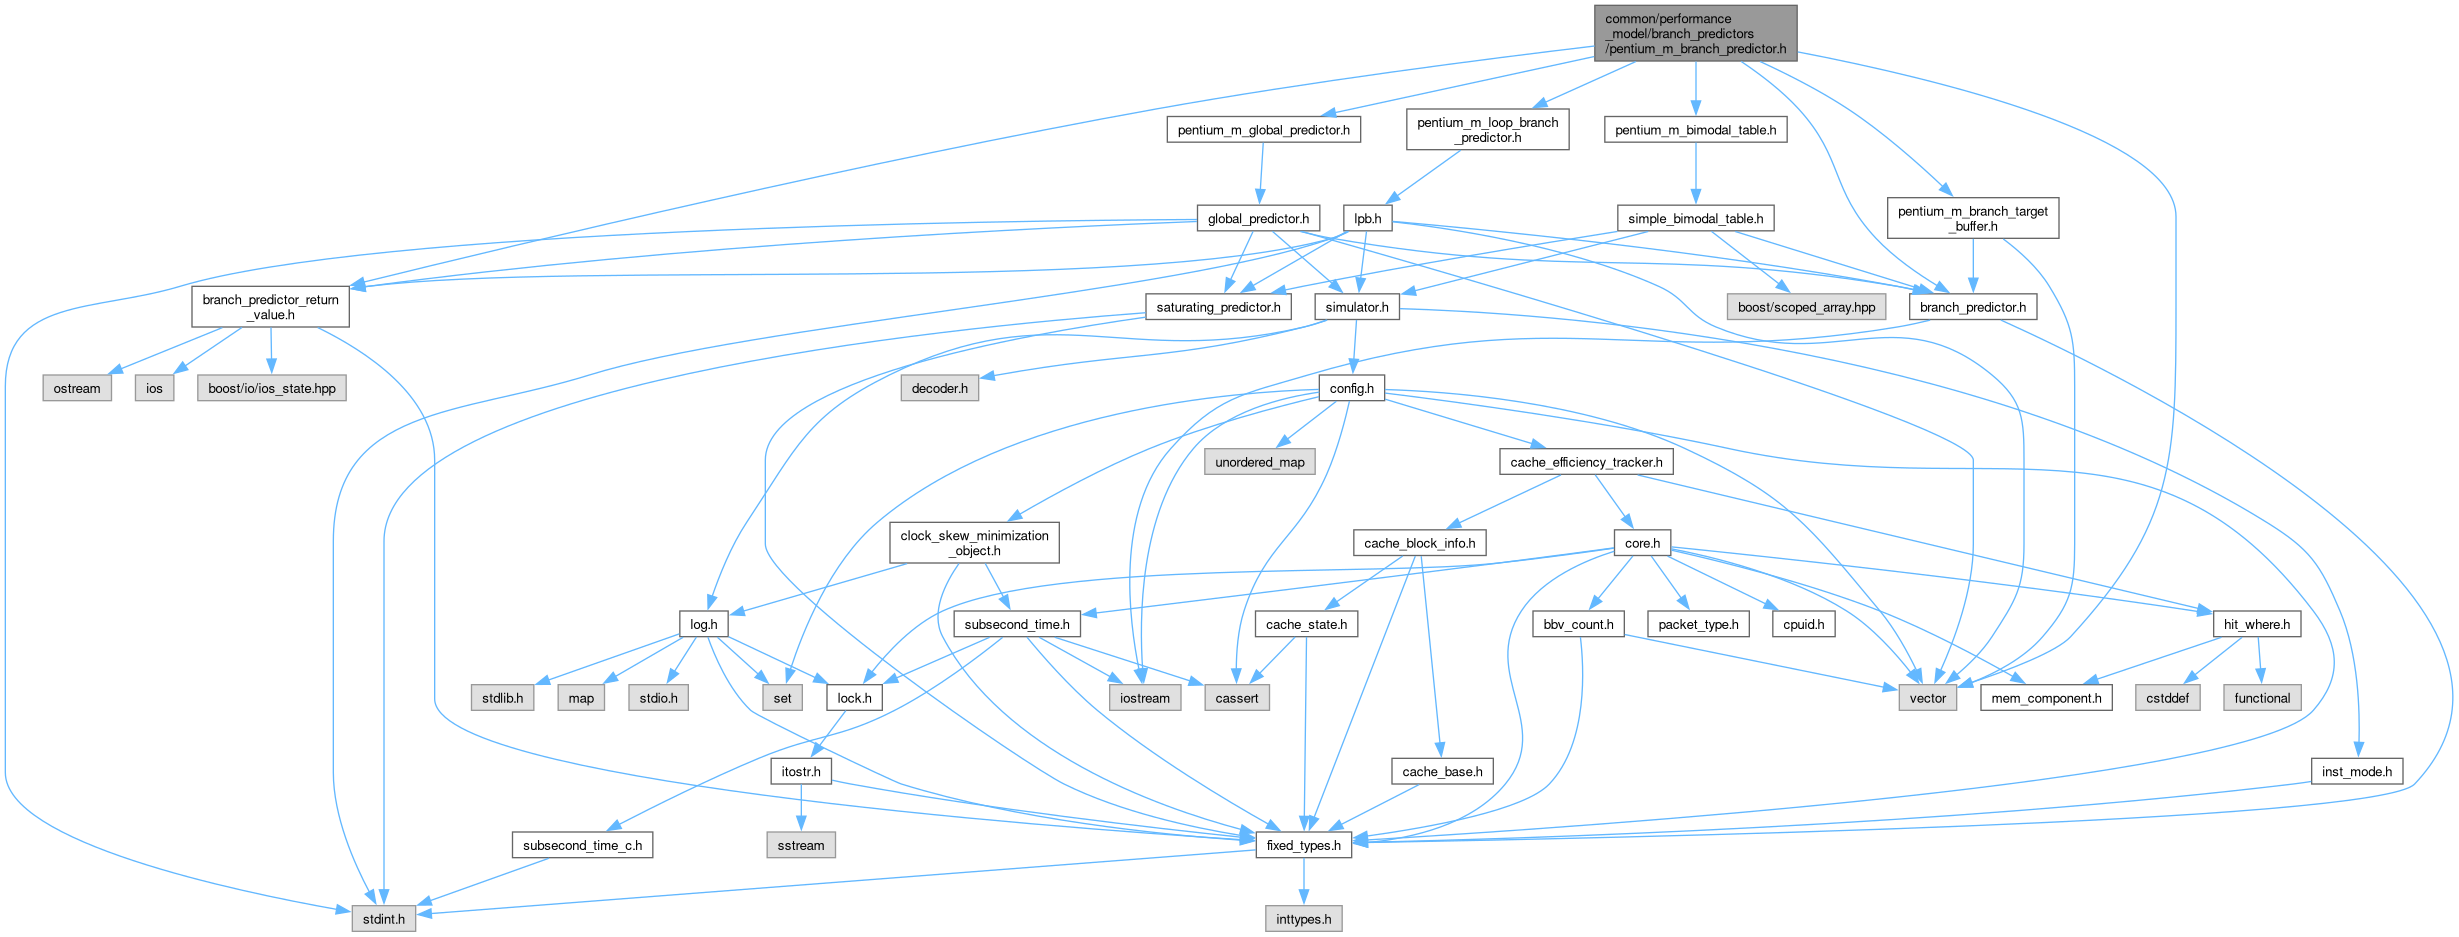 common/performance
_model/branch_predictors
/pentium_m_branch_predictor.h
pentium_m_global_predictor.h
pentium_m_loop_branch
_predictor.h
pentium_m_bimodal_table.h
global_predictor.h
lpb.h
simple_bimodal_table.h
pentium_m_branch_target
_buffer.h
branch_predictor_return
_value.h
saturating_predictor.h
simulator.h
boost/scoped_array.hpp
branch_predictor.h
ostream
ios
boost/io/ios_state.hpp
decoder.h
config.h
unordered_map
cache_efficiency_tracker.h
clock_skew_minimization
_object.h
cache_block_info.h
core.h
log.h
subsecond_time.h
cache_state.h
bbv_count.h
packet_type.h
cpuid.h
hit_where.h
stdlib.h
map
stdio.h
set
lock.h
iostream
cassert
vector
mem_component.h
cstddef
functional
itostr.h
cache_base.h
inst_mode.h
subsecond_time_c.h
sstream
fixed_types.h
stdint.h
inttypes.h